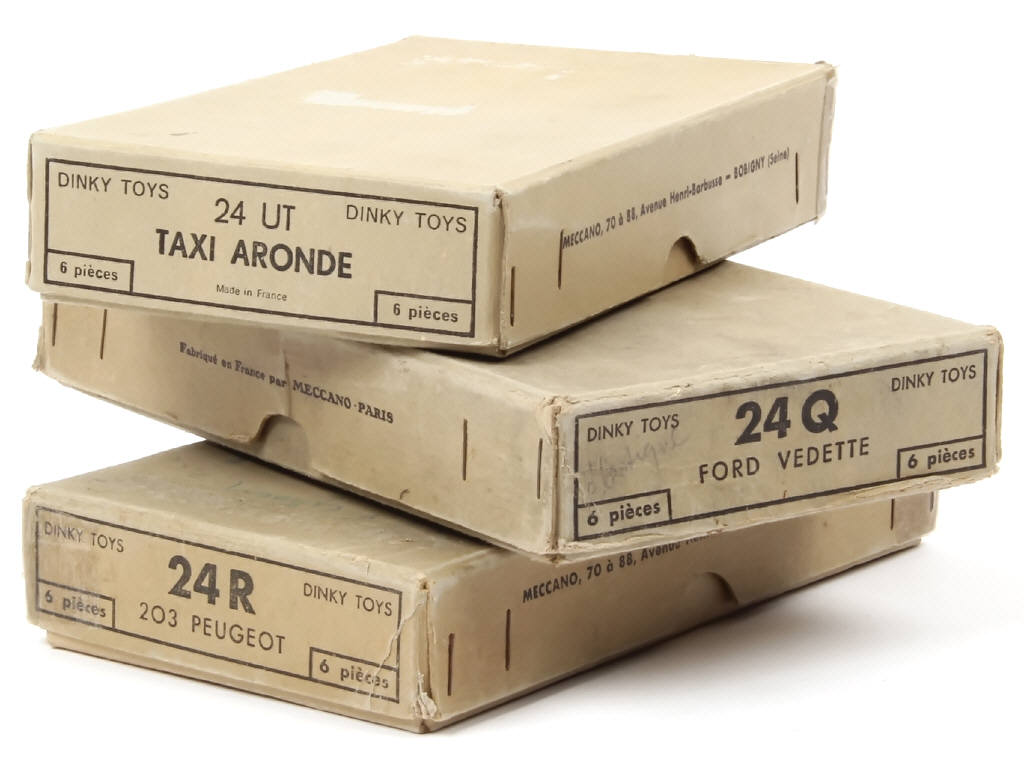 DINKY TOYS
24 UT
DINKY TOYS
TAXI ARONDE
6 pièces
Made in France
6 pièces
MECCANO, 70 à 88, Avenue Henri-Barbusse - BOBIGNY (Seine)
Fabriqué en France par MECCANO-PARIS
DINKY TOYS
24 Q
DINKY TOYS
FORD VEDETTE
6 pièces
6 pièces
DINKY TOYS
24 R
DINKY TOYS
203 PEUGEOT
6 pièces
6 pièces
MECCANO, 70 à 88, Avenue